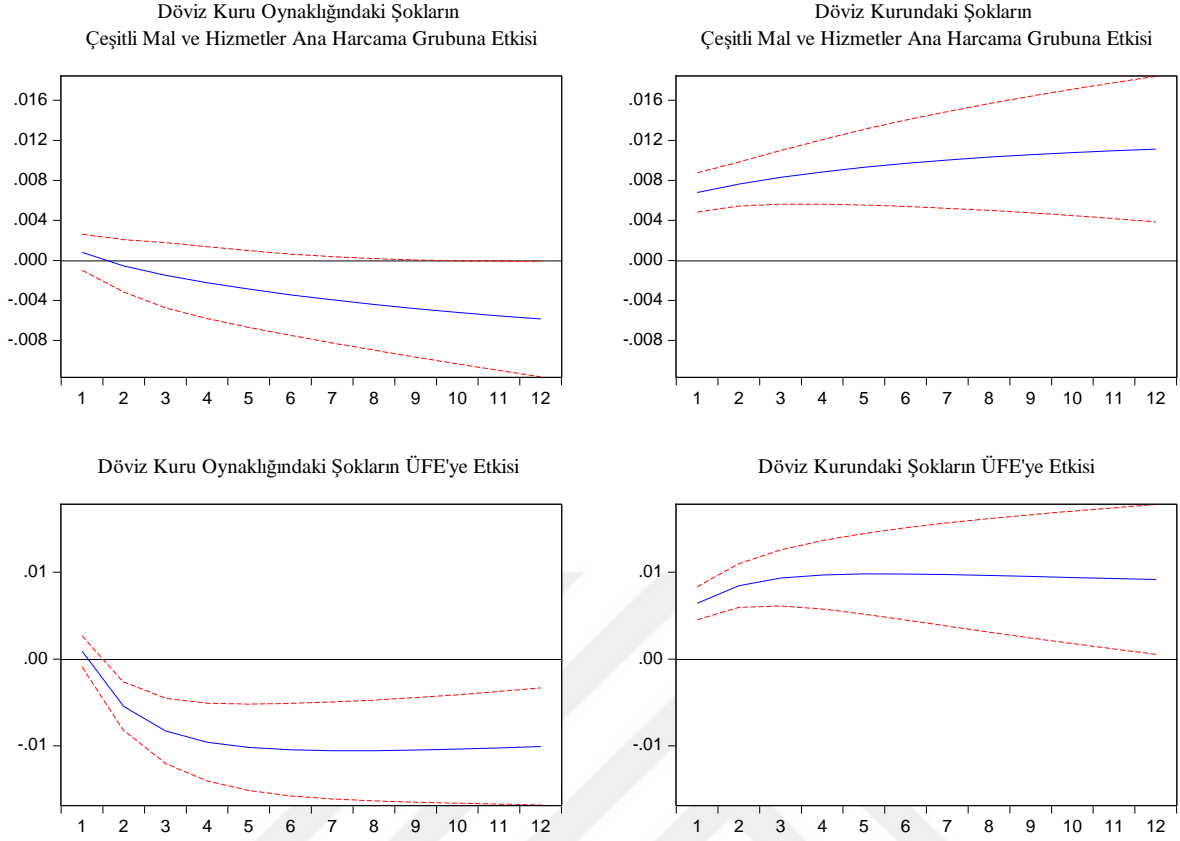 Döviz Kuru Oynaklığındaki Şokların
Çeşitli Mal ve Hizmetler Ana Harcama Grubuna Etkisi
.016
.012
.008
.004
.000
-.004
-.008
1 2 3 4 5 6 7 8 9 10 11 12
Döviz Kurundaki Şokların
Çeşitli Mal ve Hizmetler Ana Harcama Grubuna Etkisi
.016
.012
.008
.004
.000
-.004
-.008
1 2 3 4 5 6 7 8 9 10 11 12
Döviz Kuru Oynaklığındaki Şokların ÜFE'ye Etkisi
.01
.00
-.01
1 2 3 4 5 6 7 8 9 10 11 12
Döviz Kurundaki Şokların ÜFE'ye Etkisi
.01
.00
-.01
1 2 3 4 5 6 7 8 9 10 11 12